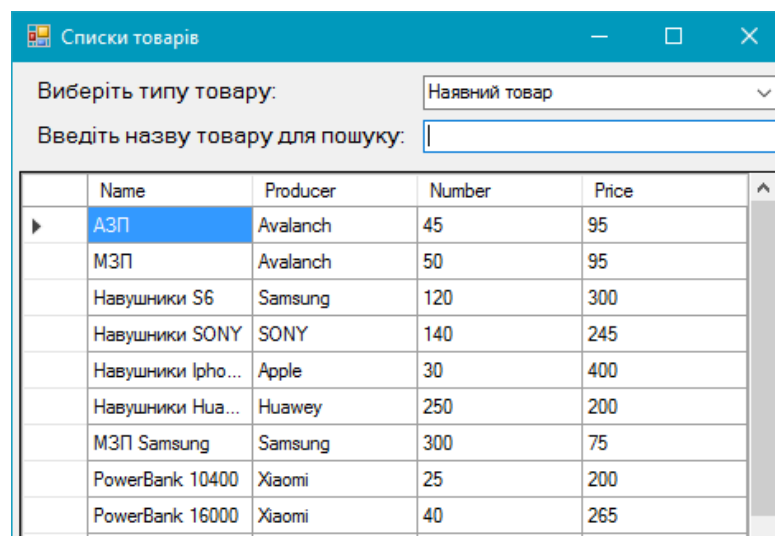 Списки товарів
Виберіть типу товару: Наявний товар
Введіть назву товару для пошуку:
Name Producer Number Price
АЗП Avalanch 45 95
МЗП Avalanch 50 95
Навушники S6 Samsung 120 300
Навушники SONY SONY 140 245
Навушники Ipho... Apple 30 400
Навушники Hua... Huawey 250 200
МЗП Samsung Samsung 300 75
PowerBank 10400 Xiaomi 25 200
PowerBank 16000 Xiaomi 40 265